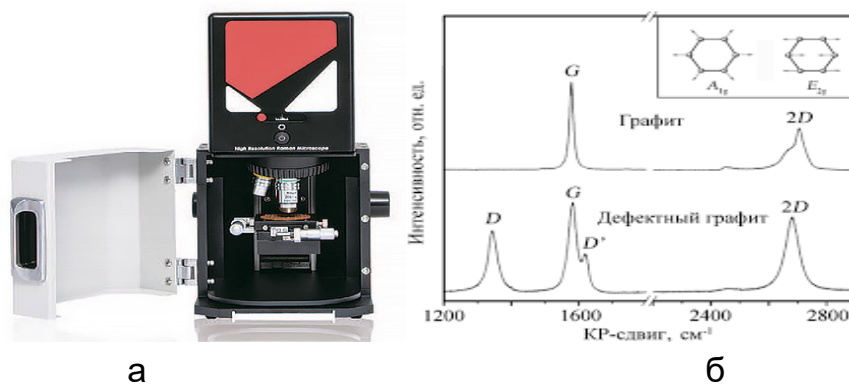 High Resolution Raman Microscope
а
Интенсивность, отн. ед.
G
A1g
E2g
Графит
2D
D
G
D'
Дефектный графит
2D
1200
1600
2400
2800
КР-сдвиг, см-1
б